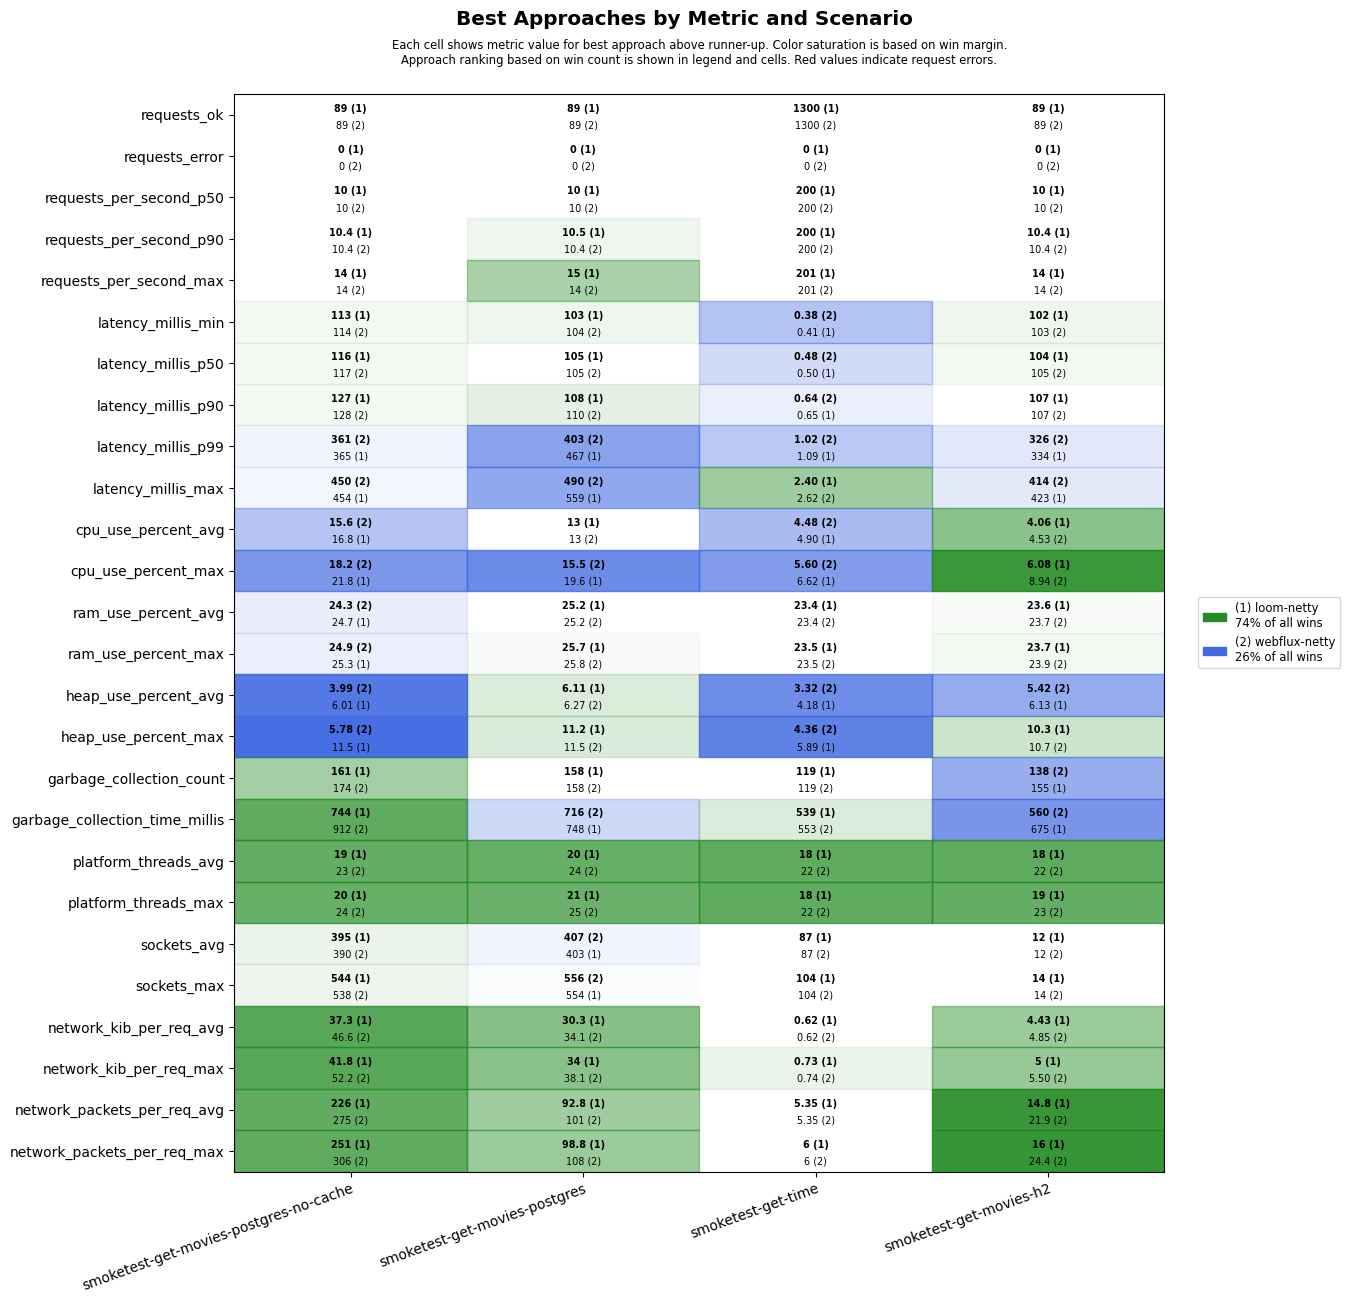 Best Approaches by Metric and Scenario
Each cell shows metric value for best approach above runner-up. Color saturation is based on win margin.
Approach ranking based on win count is shown in legend and cells. Red values indicate request errors.
requests_ok
89 (1) 89 (1) 1300 (1) 89 (1)
89 (2) 89 (2) 1300 (2) 89 (2)
requests_error
0 (1) 0 (1) 0 (1) 0 (1)
0 (2) 0 (2) 0 (2) 0 (2)
requests_per_second_p50
10 (1) 10 (1) 200 (1) 10 (1)
10 (2) 10 (2) 200 (2) 10 (2)
requests_per_second_p90
10.4 (1) 10.5 (1) 200 (1) 10.4 (1)
10.4 (2) 10.4 (2) 200 (2) 10.4 (2)
requests_per_second_max
14 (1) 15 (1) 201 (1) 14 (1)
14 (2) 14 (2) 201 (2) 14 (2)
latency_millis_min
113 (1) 103 (1) 0.38 (2) 102 (1)
114 (2) 104 (2) 0.41 (1) 103 (2)
latency_millis_p50
116 (1) 105 (1) 0.48 (2) 104 (1)
117 (2) 105 (2) 0.50 (1) 105 (2)
latency_millis_p90
127 (1) 108 (1) 0.64 (2) 107 (1)
128 (2) 110 (2) 0.65 (1) 107 (2)
latency_millis_p99
361 (2) 403 (2) 1.02 (2) 326 (2)
365 (1) 467 (1) 1.09 (1) 334 (1)
latency_millis_max
450 (2) 490 (2) 2.40 (1) 414 (2)
454 (1) 559 (1) 2.62 (2) 423 (1)
cpu_use_percent_avg
15.6 (2) 13 (1) 4.48 (2) 4.06 (1)
16.8 (1) 13 (2) 4.90 (1) 4.53 (2)
cpu_use_percent_max
18.2 (2) 15.5 (2) 5.60 (2) 6.08 (1)
21.8 (1) 19.6 (1) 6.62 (1) 8.94 (2)
ram_use_percent_avg
24.3 (2) 25.2 (1) 23.4 (1) 23.6 (1)
24.7 (1) 25.2 (2) 23.4 (2) 23.7 (2)
ram_use_percent_max
24.9 (2) 25.7 (1) 23.5 (1) 23.7 (1)
25.3 (1) 25.8 (2) 23.5 (2) 23.9 (2)
heap_use_percent_avg
3.99 (2) 6.11 (1) 3.32 (2) 5.42 (2)
6.01 (1) 6.27 (2) 4.18 (1) 6.13 (1)
heap_use_percent_max
5.78 (2) 11.2 (1) 4.36 (2) 10.3 (1)
11.5 (1) 11.5 (2) 5.89 (1) 10.7 (2)
garbage_collection_count
161 (1) 158 (1) 119 (1) 138 (2)
174 (2) 158 (2) 119 (2) 155 (1)
garbage_collection_time_millis
744 (1) 716 (2) 539 (1) 560 (2)
912 (2) 748 (1) 553 (2) 675 (1)
platform_threads_avg
19 (1) 20 (1) 18 (1) 18 (1)
23 (2) 24 (2) 22 (2) 22 (2)
platform_threads_max
20 (1) 21 (1) 18 (1) 19 (1)
24 (2) 25 (2) 22 (2) 23 (2)
sockets_avg
395 (1) 407 (2) 87 (1) 12 (1)
390 (2) 403 (1) 87 (2) 12 (2)
sockets_max
544 (1) 556 (2) 104 (1) 14 (1)
538 (2) 554 (1) 104 (2) 14 (2)
network_kib_per_req_avg
37.3 (1) 30.3 (1) 0.62 (1) 4.43 (1)
46.6 (2) 34.1 (2) 0.62 (2) 4.85 (2)
network_kib_per_req_max
41.8 (1) 34 (1) 0.73 (1) 5 (1)
52.2 (2) 38.1 (2) 0.74 (2) 5.50 (2)
network_packets_per_req_avg
226 (1) 92.8 (1) 5.35 (1) 14.8 (1)
275 (2) 101 (2) 5.35 (2) 21.9 (2)
network_packets_per_req_max
251 (1) 98.8 (1) 6 (1) 16 (1)
306 (2) 108 (2) 6 (2) 24.4 (2)
smoketest-get-movies-postgres-no-cache
smoketest-get-movies-postgres
smoketest-get-time
smoketest-get-movies-h2
(1) loom-netty
74% of all wins
(2) webflux-netty
26% of all wins